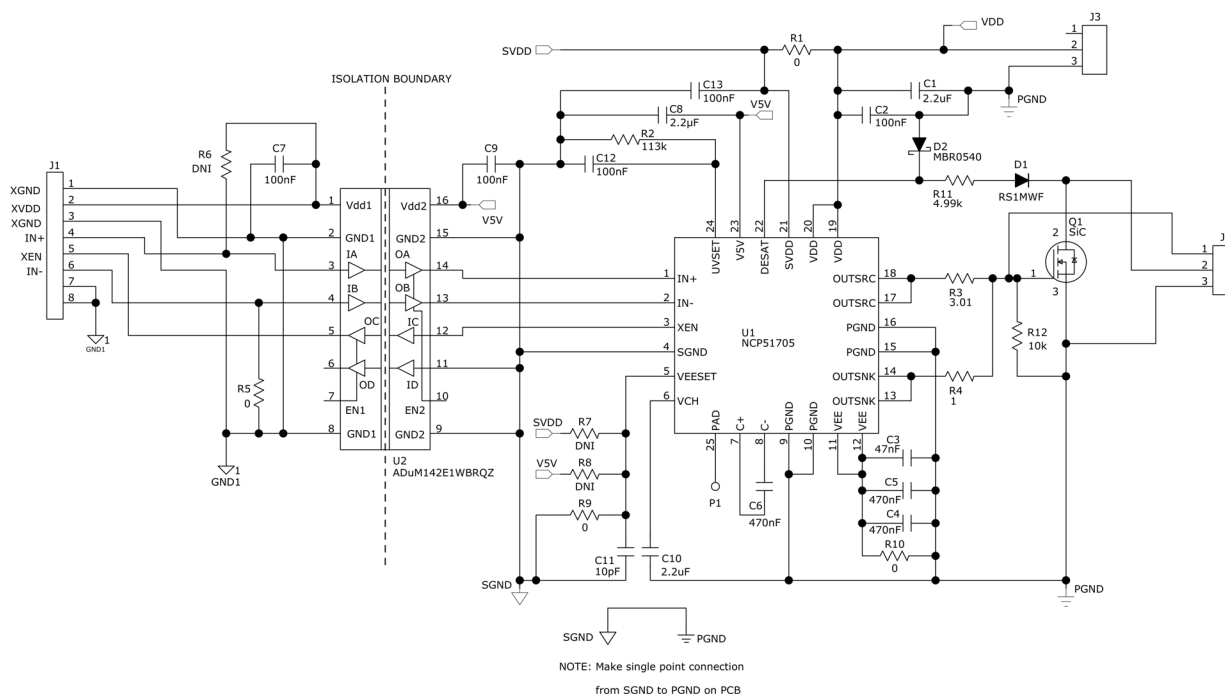 J3
VDD
1
2
3
SVDD
R1
0
PGND
ISOLATION BOUNDARY
C13
100nF
C8
2.2µF
V5V
C1
2.2uF
C2
100nF
R2
113k
C12
100nF
C9
100nF
V5V
D2
MBR0540
D1
RS1MWF
R11
4.99k
R6
DNI
C7
100nF
J1
XGND 1
XVDD 2
XGND 3
IN+ 4
XEN 5
IN- 6
7
8
GND1 1
R5
0
GND1 1
1 Vdd1
2 GND1
3 IA
4 IB
5 OC
6 OD
7 EN1
8 GND1
Vdd2 16
GND2 15
OA 14
OB 13
IC 12
ID 11
EN2 10
GND2 9
U2
ADuM142E1WBRQZ
24 UVSET
23 V5V
22 DESAT
21 SVDD
20 VDD
19 VDD
1 IN+
2 IN-
3 XEN
4 SGND
5 VEESET
6 VCH
U1
NCP51705
OUTSRC 18
OUTSRC 17
PGND 16
PGND 15
OUTSNK 14
OUTSNK 13
25 PAD
7 C+
8 C-
9 PGND
10 PGND
11 VEE
12 VEE
R3
3.01
R4
1
R12
10k
Q1
SiC
2
1
3
J
1
2
3
SVDD
R7
DNI
V5V
R8
DNI
R9
0
C11
10pF
C10
2.2uF
P1
C6
470nF
C3
47nF
C5
470nF
C4
470nF
R10
0
SGND
PGND
SGND
PGND
NOTE: Make single point connection
from SGND to PGND on PCB